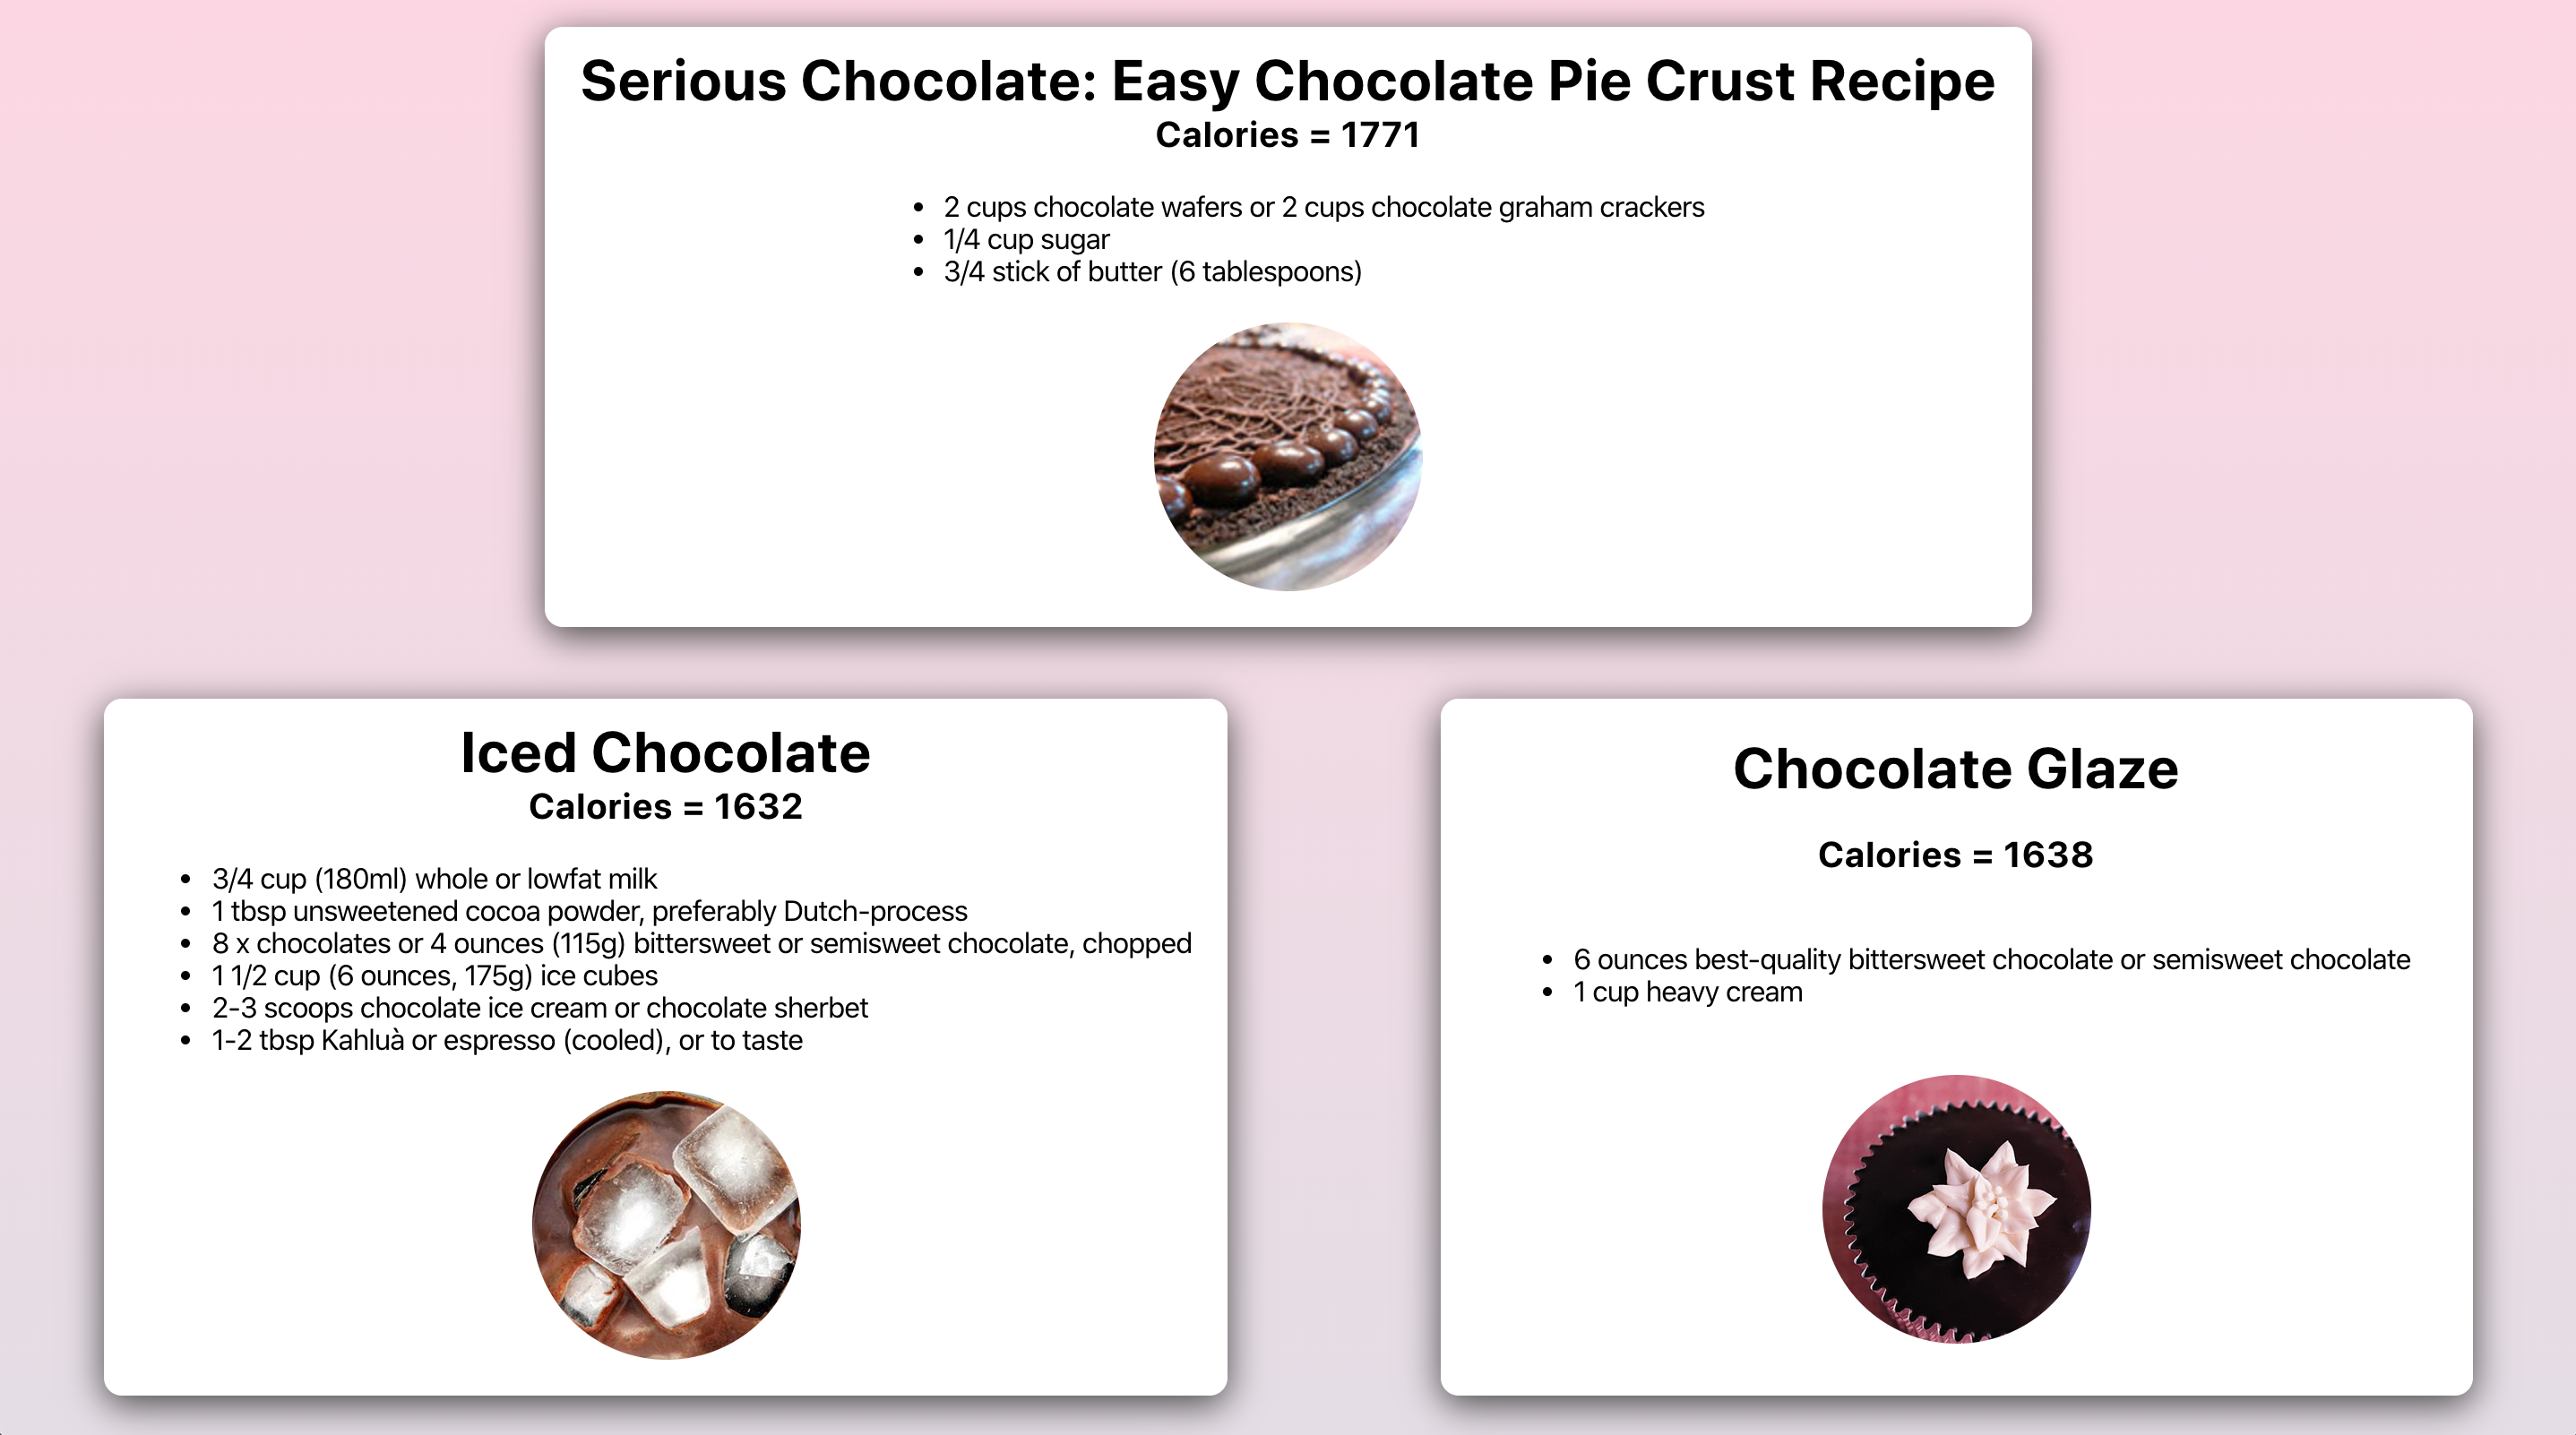 Serious Chocolate: Easy Chocolate Pie Crust Recipe
Calories = 1771
• 2 cups chocolate wafers or 2 cups chocolate graham crackers
• 1/4 cup sugar
• 3/4 stick of butter (6 tablespoons)
Iced Chocolate
Calories = 1632
• 3/4 cup (180ml) whole or lowfat milk
• 1 tbsp unsweetened cocoa powder, preferably Dutch-process
• 8 x chocolates or 4 ounces (115g) bittersweet or semisweet chocolate, chopped
• 1 1/2 cup (6 ounces, 175g) ice cubes
• 2-3 scoops chocolate ice cream or chocolate sherbet
• 1-2 tbsp Kahluà or espresso (cooled), or to taste
Chocolate Glaze
Calories = 1638
• 6 ounces best-quality bittersweet chocolate or semisweet chocolate
• 1 cup heavy cream